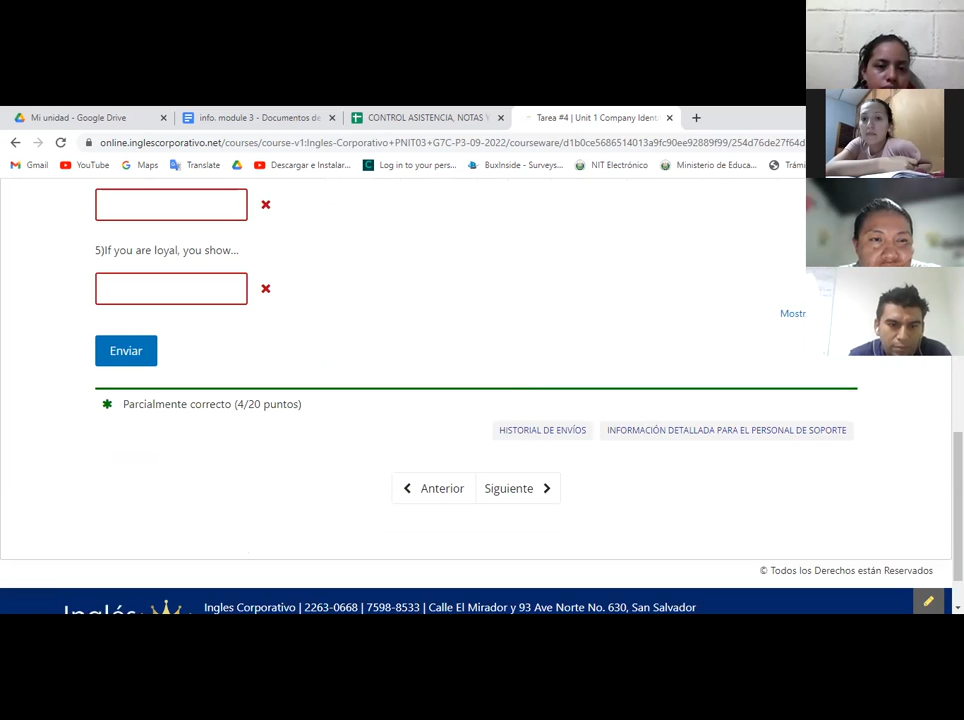 Mi unidad - Google Drive
info. module 3 - Documentos de
CONTROL ASISTENCIA, NOTAS Y
Tarea #4 | Unit 1 Company Ident
online.inglescorporativo.net/courses/course-v1:Ingles-Corporativo+PNIT03+G7C-P3-09-2022/courseware/d1b0ce5686514013a9fc90ee92889f99/254d76de27f64d
Gmail
YouTube
Maps
Translate
Descargar e Instalar...
Log in to your pers...
BuxInside - Surveys...
NIT Electrónico
Ministerio de Educa...
Trámi
5)If you are loyal, you show...
Mostr
Enviar
Parcialmente correcto (4/20 puntos)
HISTORIAL DE ENVÍOS
INFORMACIÓN DETALLADA PARA EL PERSONAL DE SOPORTE
Anterior
Siguiente
© Todos los Derechos están Reservados
Inglés
Ingles Corporativo | 2263-0668 | 7598-8533 | Calle El Mirador y 93 Ave Norte No. 630, San Salvador